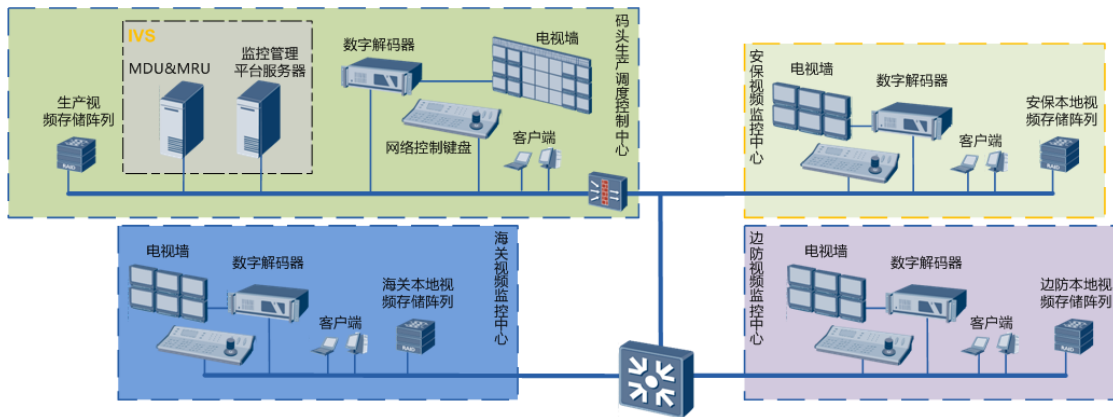 IVS
MDU&MRU
监控管理
平台服务器
生产视
频存储阵列
RAID
数字解码器
电视墙
网络控制键盘
客户端
码头生产调度控制中心
安保视频监控中心
电视墙
数字解码器
客户端
安保本地视
频存储阵列
RAID
电视墙
数字解码器
客户端
海关本地视
频存储阵列
RAID
海关视频监控中心
边防视频监控中心
电视墙
数字解码器
客户端
边防本地视
频存储阵列
RAID